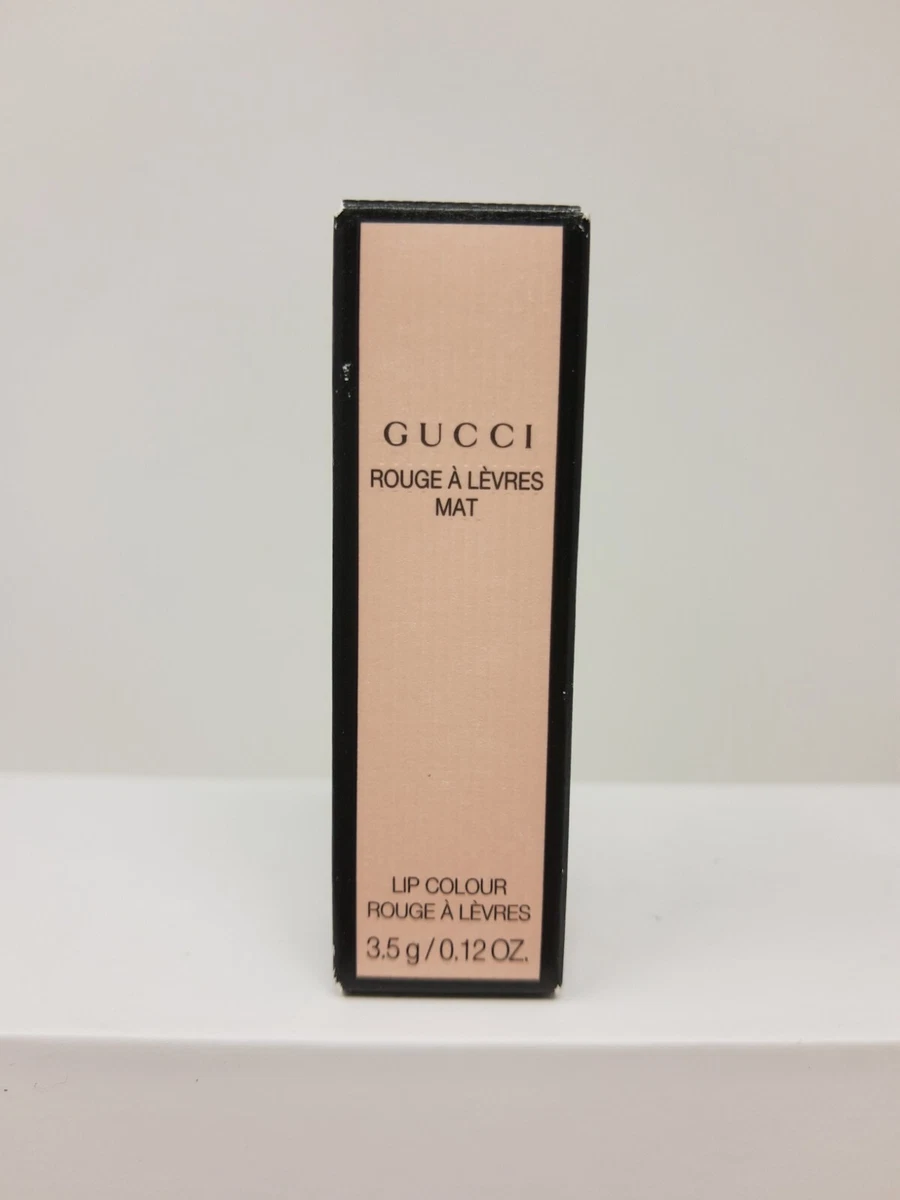 GUCCI
ROUGE À LÈVRES
MAT
LIP COLOUR
ROUGE À LÈVRES
3.5 g / 0.12 OZ.